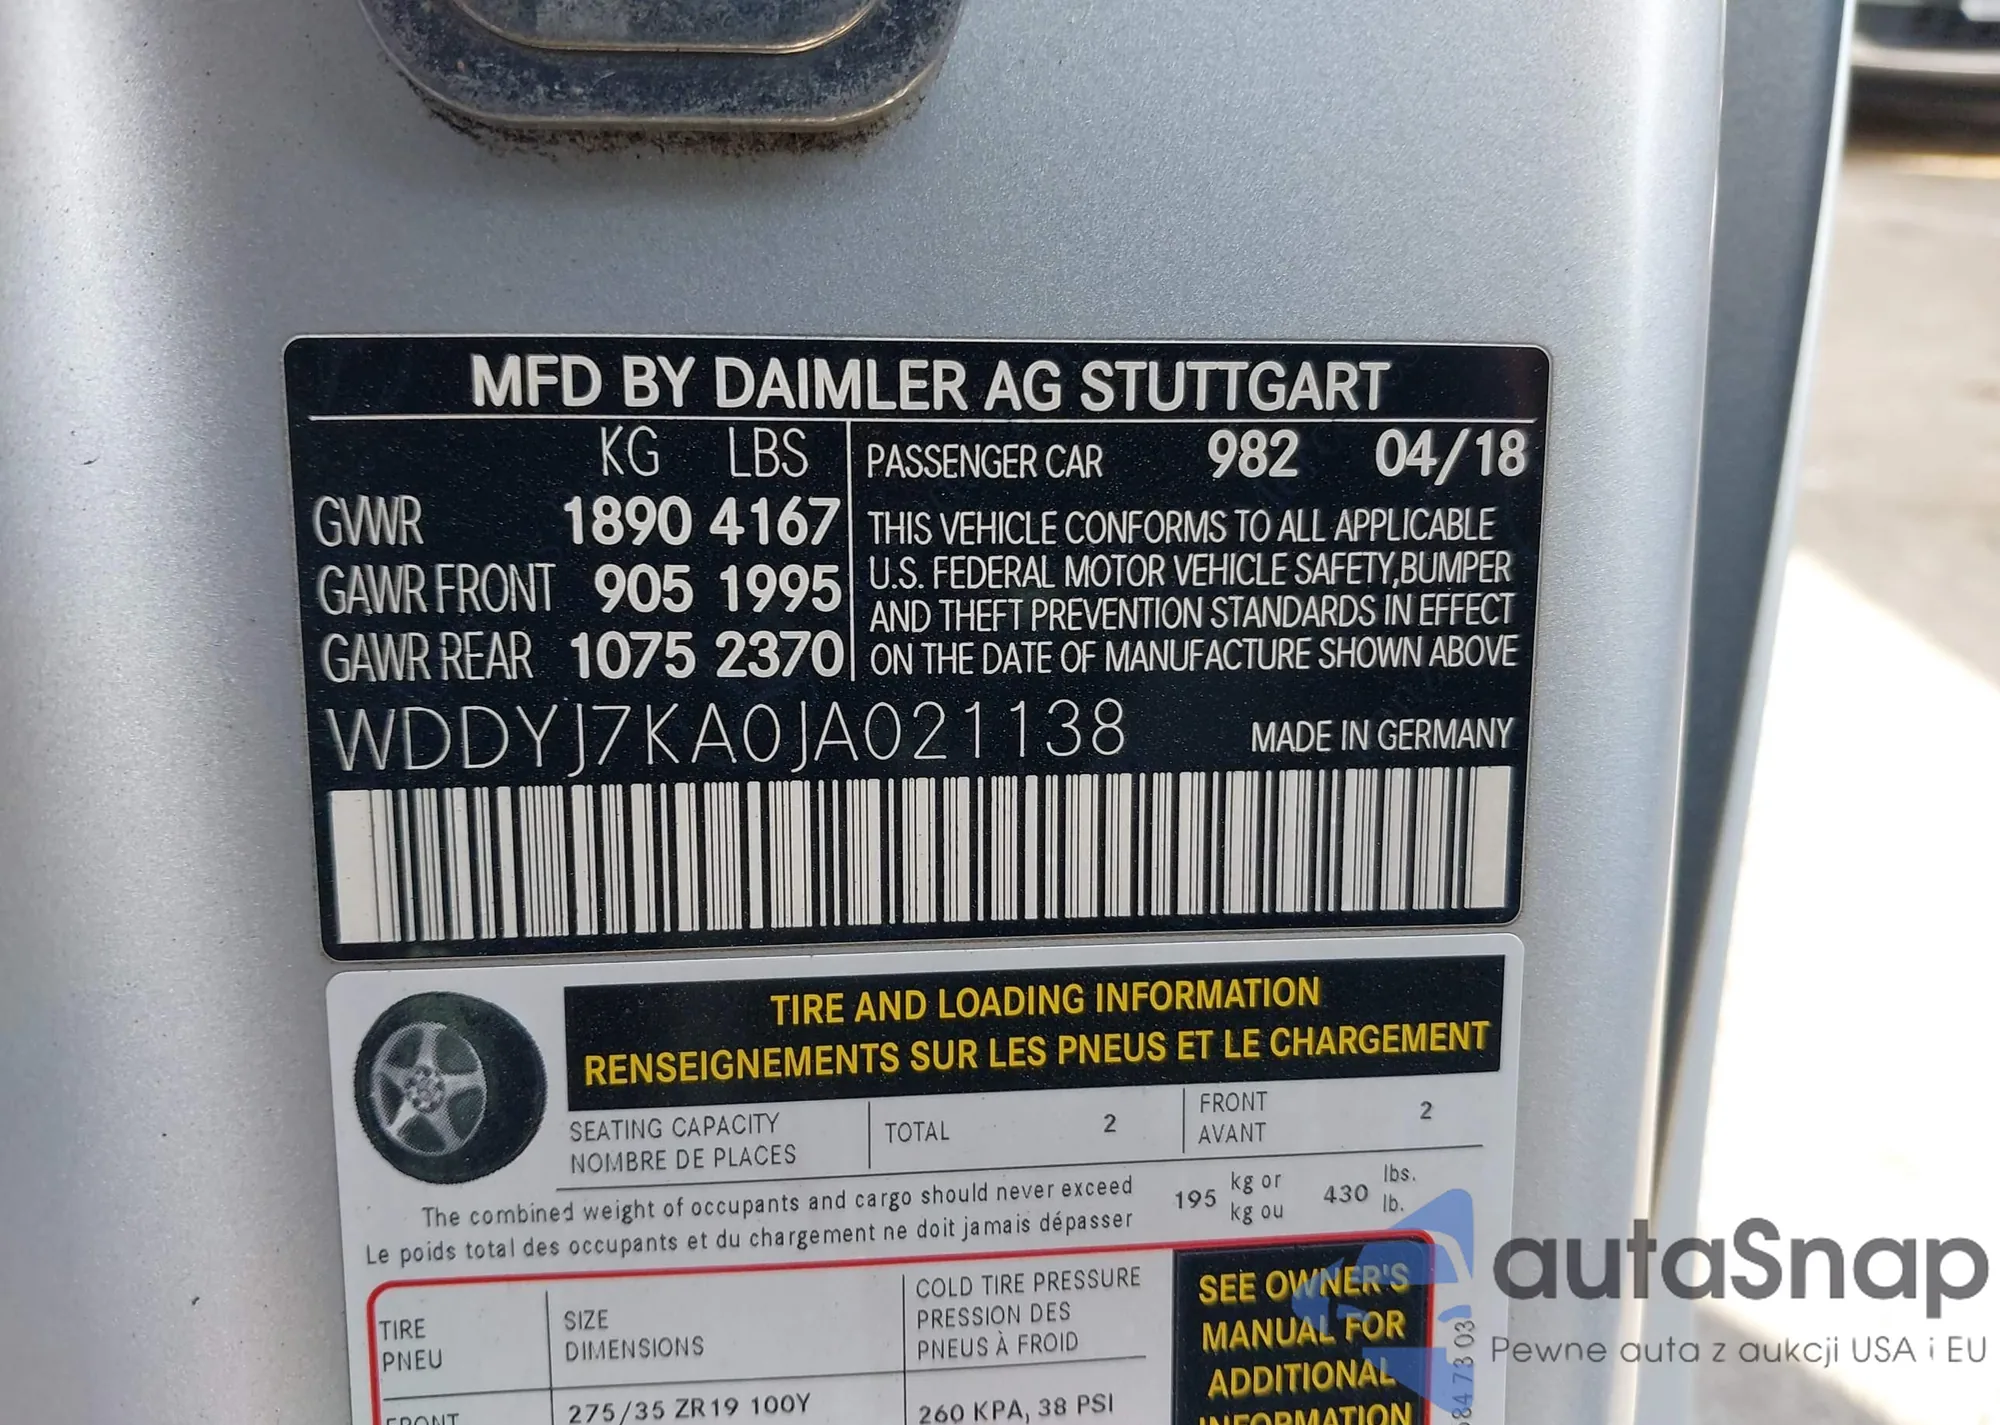 MFD BY DAIMLER AG STUTTGART
KG LBS
GVWR 1890 4167
GAWR FRONT 905 1995
GAWR REAR 1075 2370
PASSENGER CAR 982 04/18
THIS VEHICLE CONFORMS TO ALL APPLICABLE
U.S. FEDERAL MOTOR VEHICLE SAFETY, BUMPER
AND THEFT PREVENTION STANDARDS IN EFFECT
ON THE DATE OF MANUFACTURE SHOWN ABOVE
WDDYJ7KA0JA021138
MADE IN GERMANY
TIRE AND LOADING INFORMATION
RENSEIGNEMENTS SUR LES PNEUS ET LE CHARGEMENT
SEATING CAPACITY
NOMBRE DE PLACES
TOTAL 2
FRONT
AVANT
2
The combined weight of occupants and cargo should never exceed
Le poids total des occupants et du chargement ne doit jamais dépasser
195 kg or
kg ou
430 lbs.
lb.
TIRE
PNEU
SIZE
DIMENSIONS
COLD TIRE PRESSURE
PRESSION DES
PNEUS À FROID
FRONT
275/35 ZR19 100Y
260 KPA, 38 PSI
SEE OWNER'S
MANUAL FOR
ADDITIONAL
INFORMATION
autaSnap
Pewne auta z aukcji USA i EU